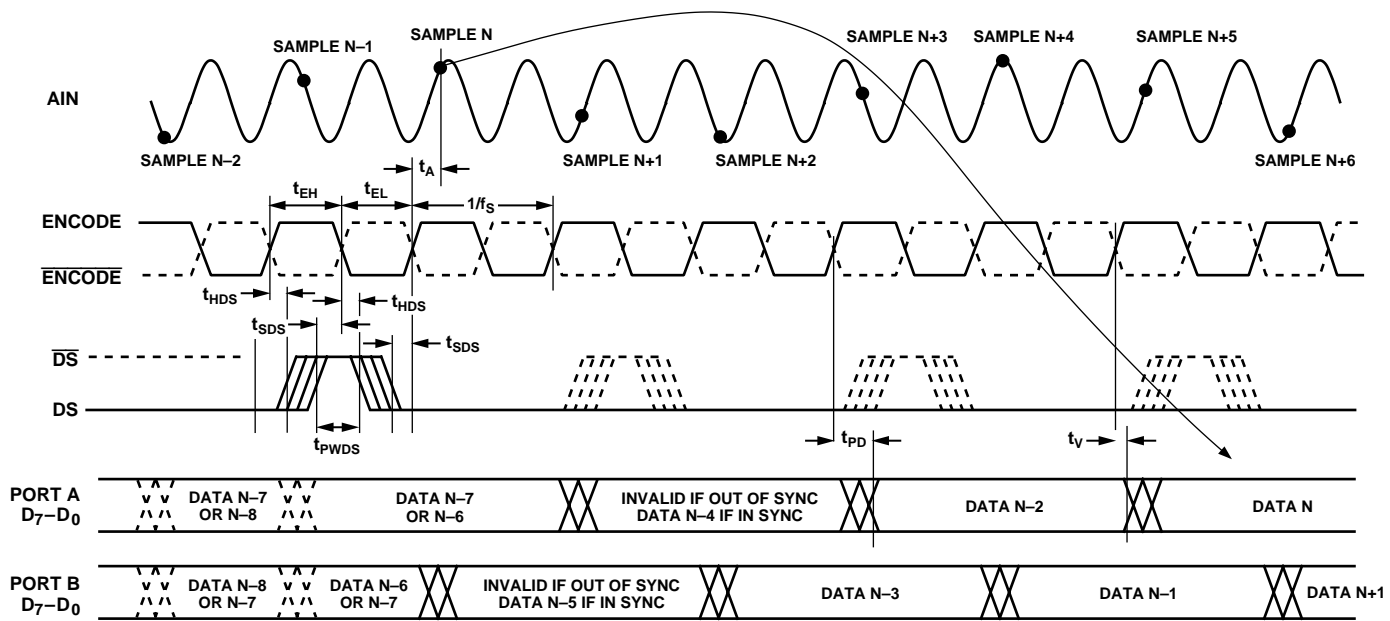 SAMPLE N–1
SAMPLE N
SAMPLE N+3
SAMPLE N+4
SAMPLE N+5
AIN
SAMPLE N–2
SAMPLE N+1
SAMPLE N+2
SAMPLE N+6
tA
tEH
tEL
1/fS
ENCODE
ENCODE
tHDS
tHDS
tSDS
tSDS
DS
DS
tPWDS
tPD
tV
PORT A
D7–D0
DATA N–7
OR N–8
DATA N–7
OR N–6
INVALID IF OUT OF SYNC
DATA N–4 IF IN SYNC
DATA N–2
DATA N
PORT B
D7–D0
DATA N–8
OR N–7
DATA N–6
OR N–7
INVALID IF OUT OF SYNC
DATA N–5 IF IN SYNC
DATA N–3
DATA N–1
DATA N+1